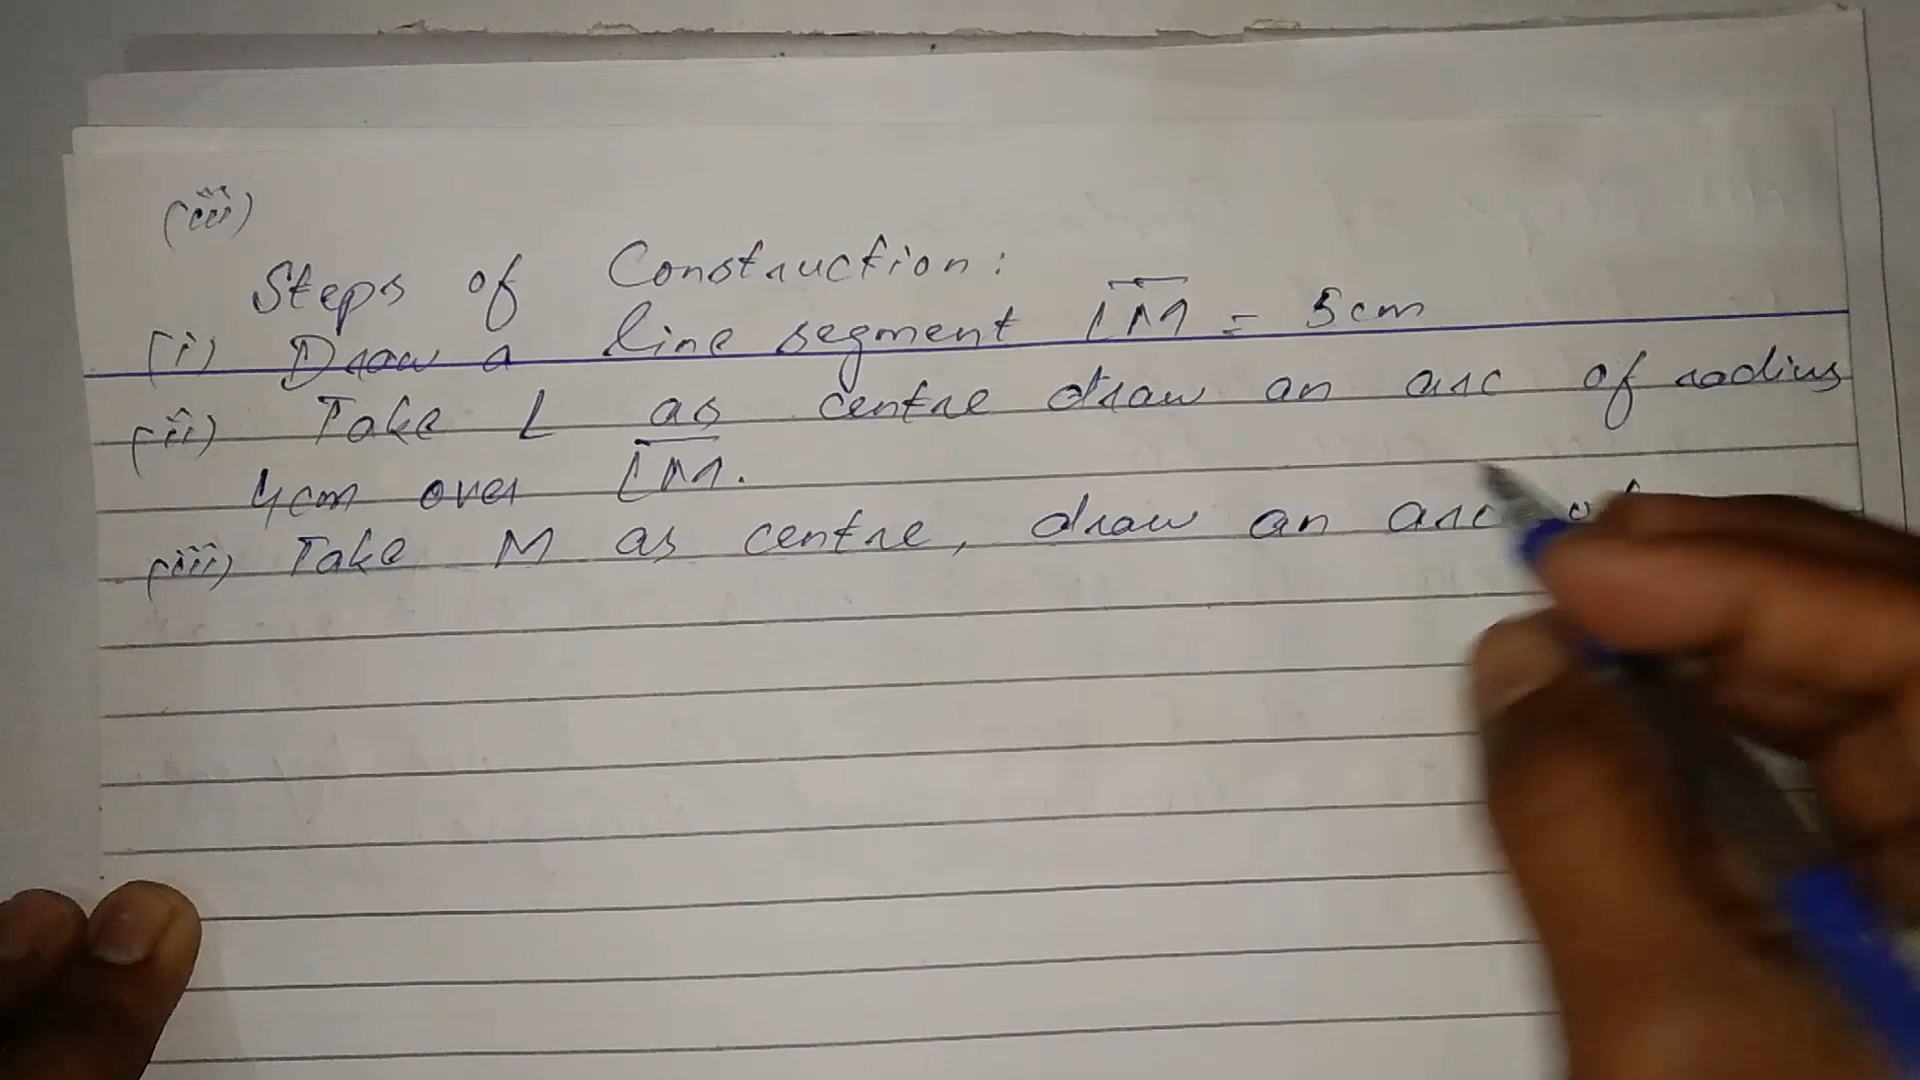 (iii)
Steps of Construction:
(i) Draw a line segment LM = 5cm
(ii) Take L as centre draw an arc of radius
4cm over LM.
(iii) Take M as centre, draw an arc